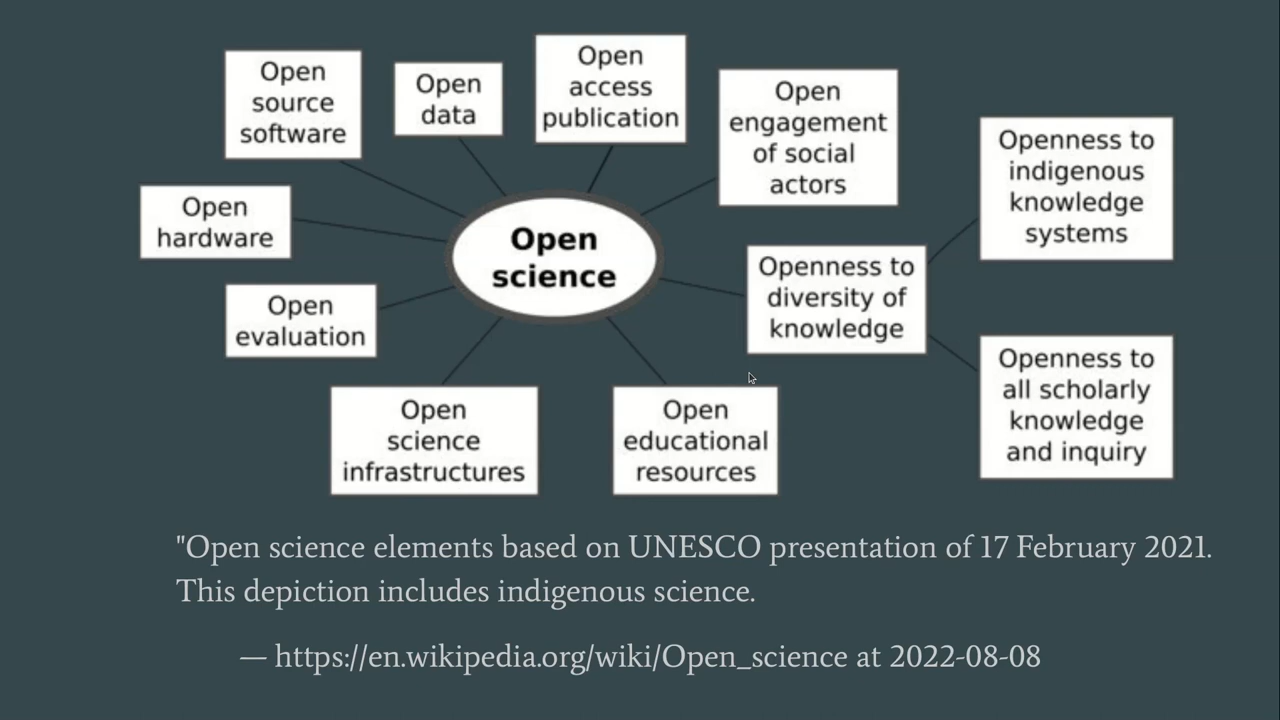 Open
source
software
Open
data
Open
access
publication
Open
engagement
of social
actors
Openness to
indigenous
knowledge
systems
Open
hardware
Open
science
Openness to
diversity of
knowledge
Open
evaluation
Openness to
all scholarly
knowledge
and inquiry
Open
science
infrastructures
Open
educational
resources
"Open science elements based on UNESCO presentation of 17 February 2021.
This depiction includes indigenous science.
— https://en.wikipedia.org/wiki/Open_science at 2022-08-08